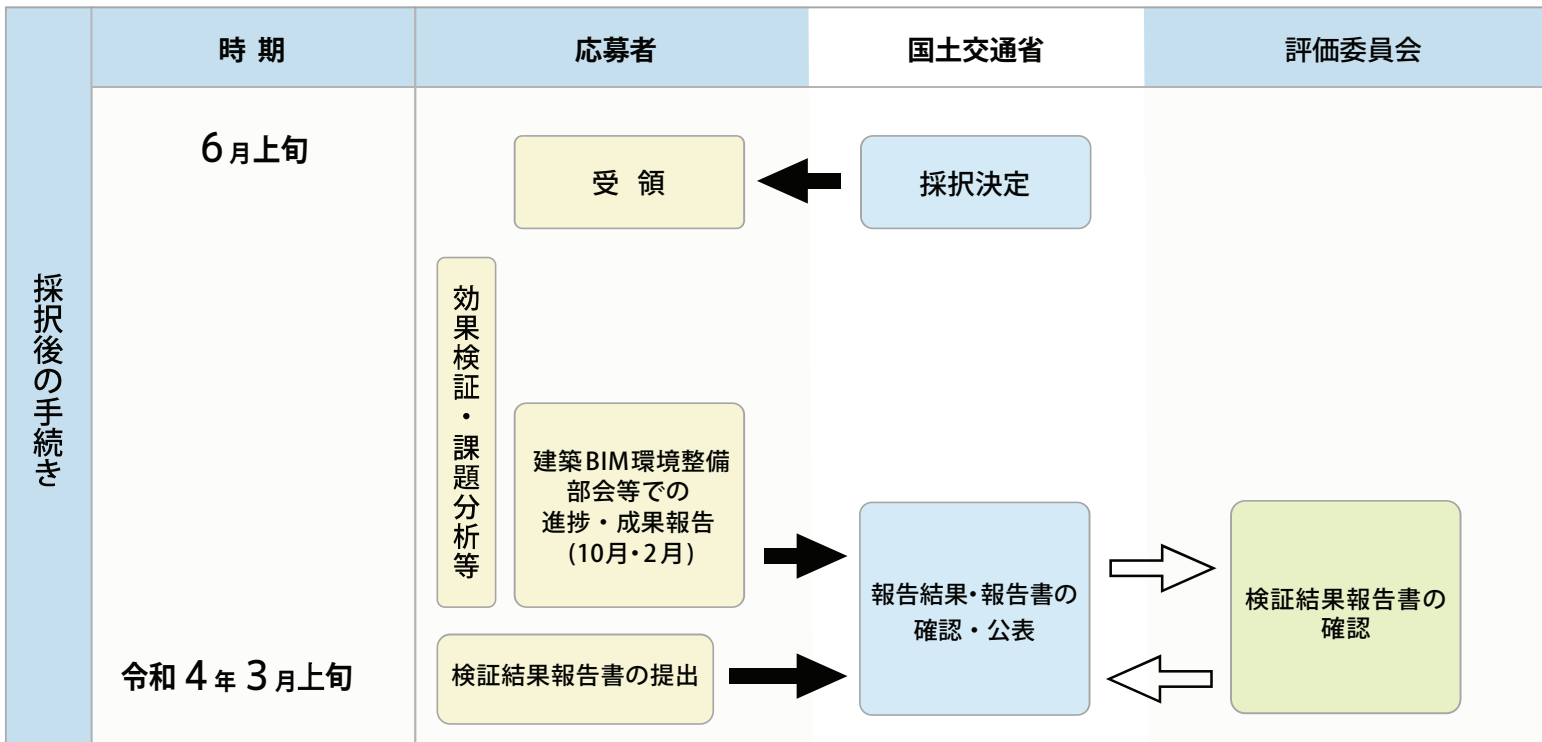 時 期
応募者
国土交通省
評価委員会
採択後の手続き
6月上旬
受 領
採択決定
効果検証・課題分析等
建築BIM環境整備
部会等での
進捗・成果報告
(10月・2月)
報告結果・報告書の
確認・公表
検証結果報告書の
確認
令和4年3月上旬
検証結果報告書の提出